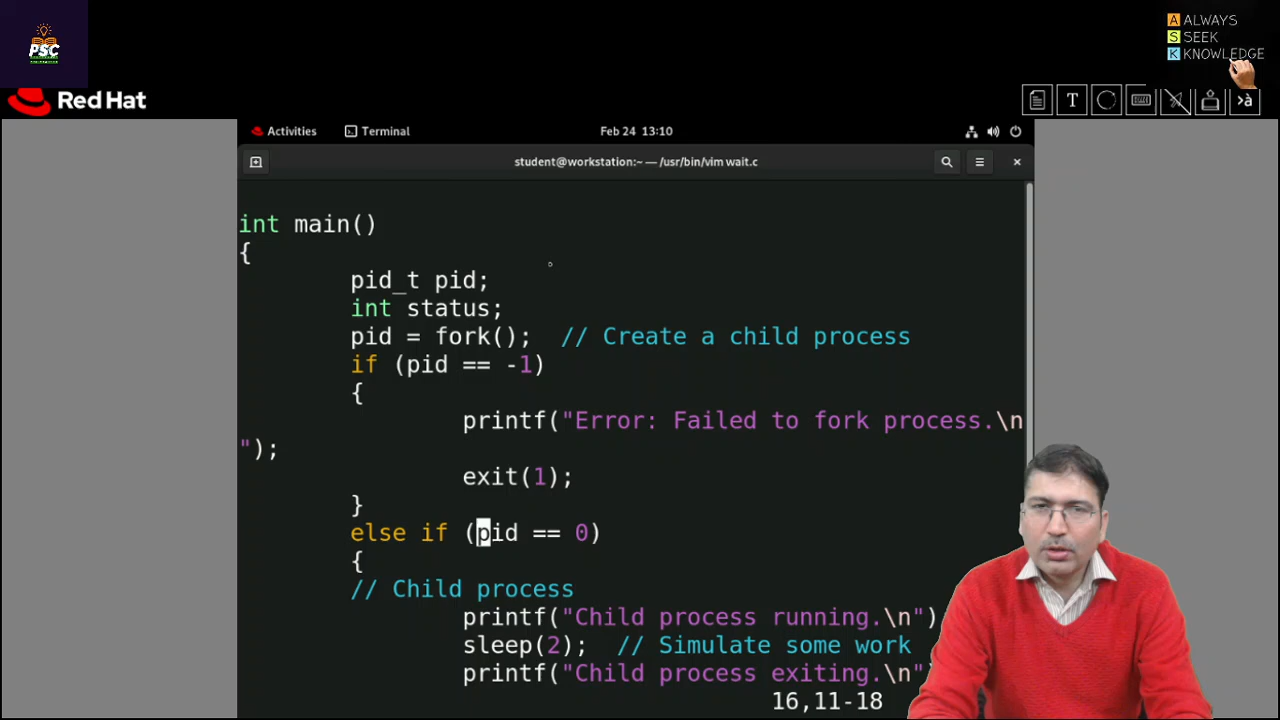 PSC
A ALWAYS
S SEEK
K KNOWLEDGE
Red Hat
T
>à
Activities
Terminal
Feb 24 13:10
student@workstation:~ — /usr/bin/vim wait.c
int main()
{
pid_t pid;
int status;
pid = fork(); // Create a child process
if (pid == -1)
{
printf("Error: Failed to fork process.\n
");
exit(1);
}
else if (pid == 0)
{
// Child process
printf("Child process running.\n")
sleep(2); // Simulate some work
printf("Child process exiting.\n"
16,11-18